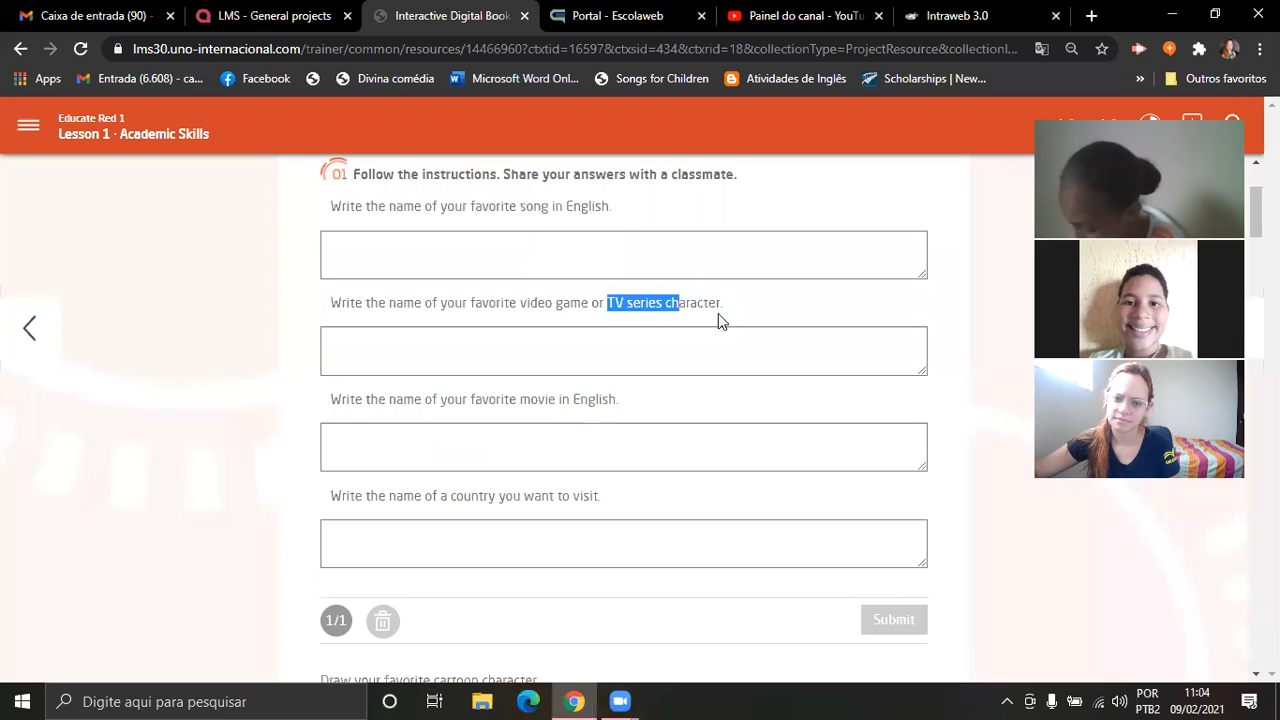 Caixa de entrada (90) -
LMS - General projects
Interactive Digital Book
Portal - Escolaweb
Painel do canal - YouTu
Intraweb 3.0
lms30.uno-internacional.com/trainer/common/resources/14466960?ctxtid=16597&ctxsid=434&ctxrid=18&collectionType=ProjectResource&collectionI...
Apps
Entrada (6.608) - ca...
Facebook
Divina comédia
Microsoft Word Onl...
Songs for Children
Atividades de Inglês
Scholarships | New...
»
Outros favoritos
Educate Red 1
Lesson 1 · Academic Skills
01 Follow the instructions. Share your answers with a classmate.
Write the name of your favorite song in English.
Write the name of your favorite video game or TV series character.
Write the name of your favorite movie in English.
Write the name of a country you want to visit.
1/1
Submit
Draw your favorite cartoon character
Digite aqui para pesquisar
POR
PTB2
11:04
09/02/2021